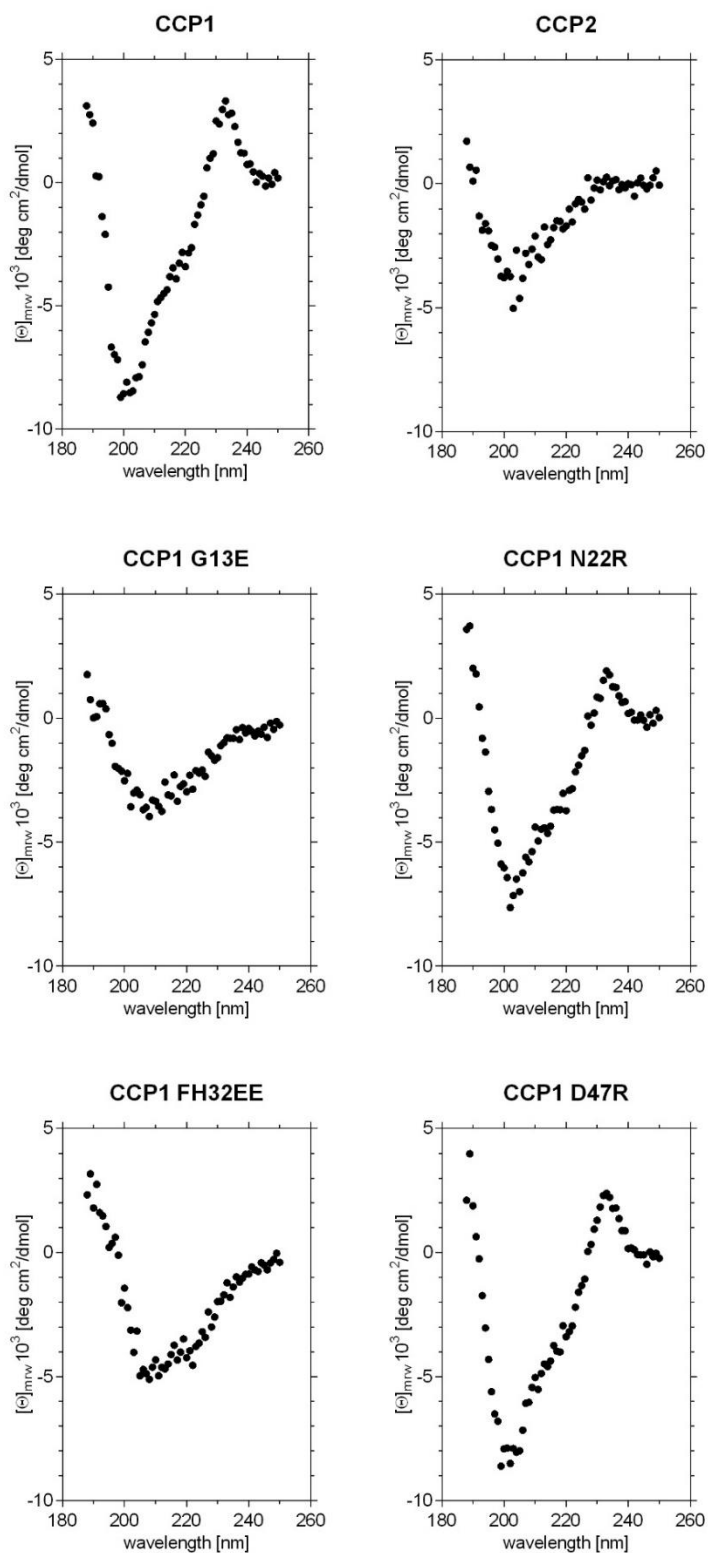 CCP1
5
0
-5
-10
[Θ]mrw 10³ [deg cm²/dmol]
180 200 220 240 260
wavelength [nm]
CCP2
5
0
-5
-10
[Θ]mrw 10³ [deg cm²/dmol]
180 200 220 240 260
wavelength [nm]
CCP1 G13E
5
0
-5
-10
[Θ]mrw 10³ [deg cm²/dmol]
180 200 220 240 260
wavelength [nm]
CCP1 N22R
5
0
-5
-10
[Θ]mrw 10³ [deg cm²/dmol]
180 200 220 240 260
wavelength [nm]
CCP1 FH32EE
5
0
-5
-10
[Θ]mrw 10³ [deg cm²/dmol]
180 200 220 240 260
wavelength [nm]
CCP1 D47R
5
0
-5
-10
[Θ]mrw 10³ [deg cm²/dmol]
180 200 220 240 260
wavelength [nm]